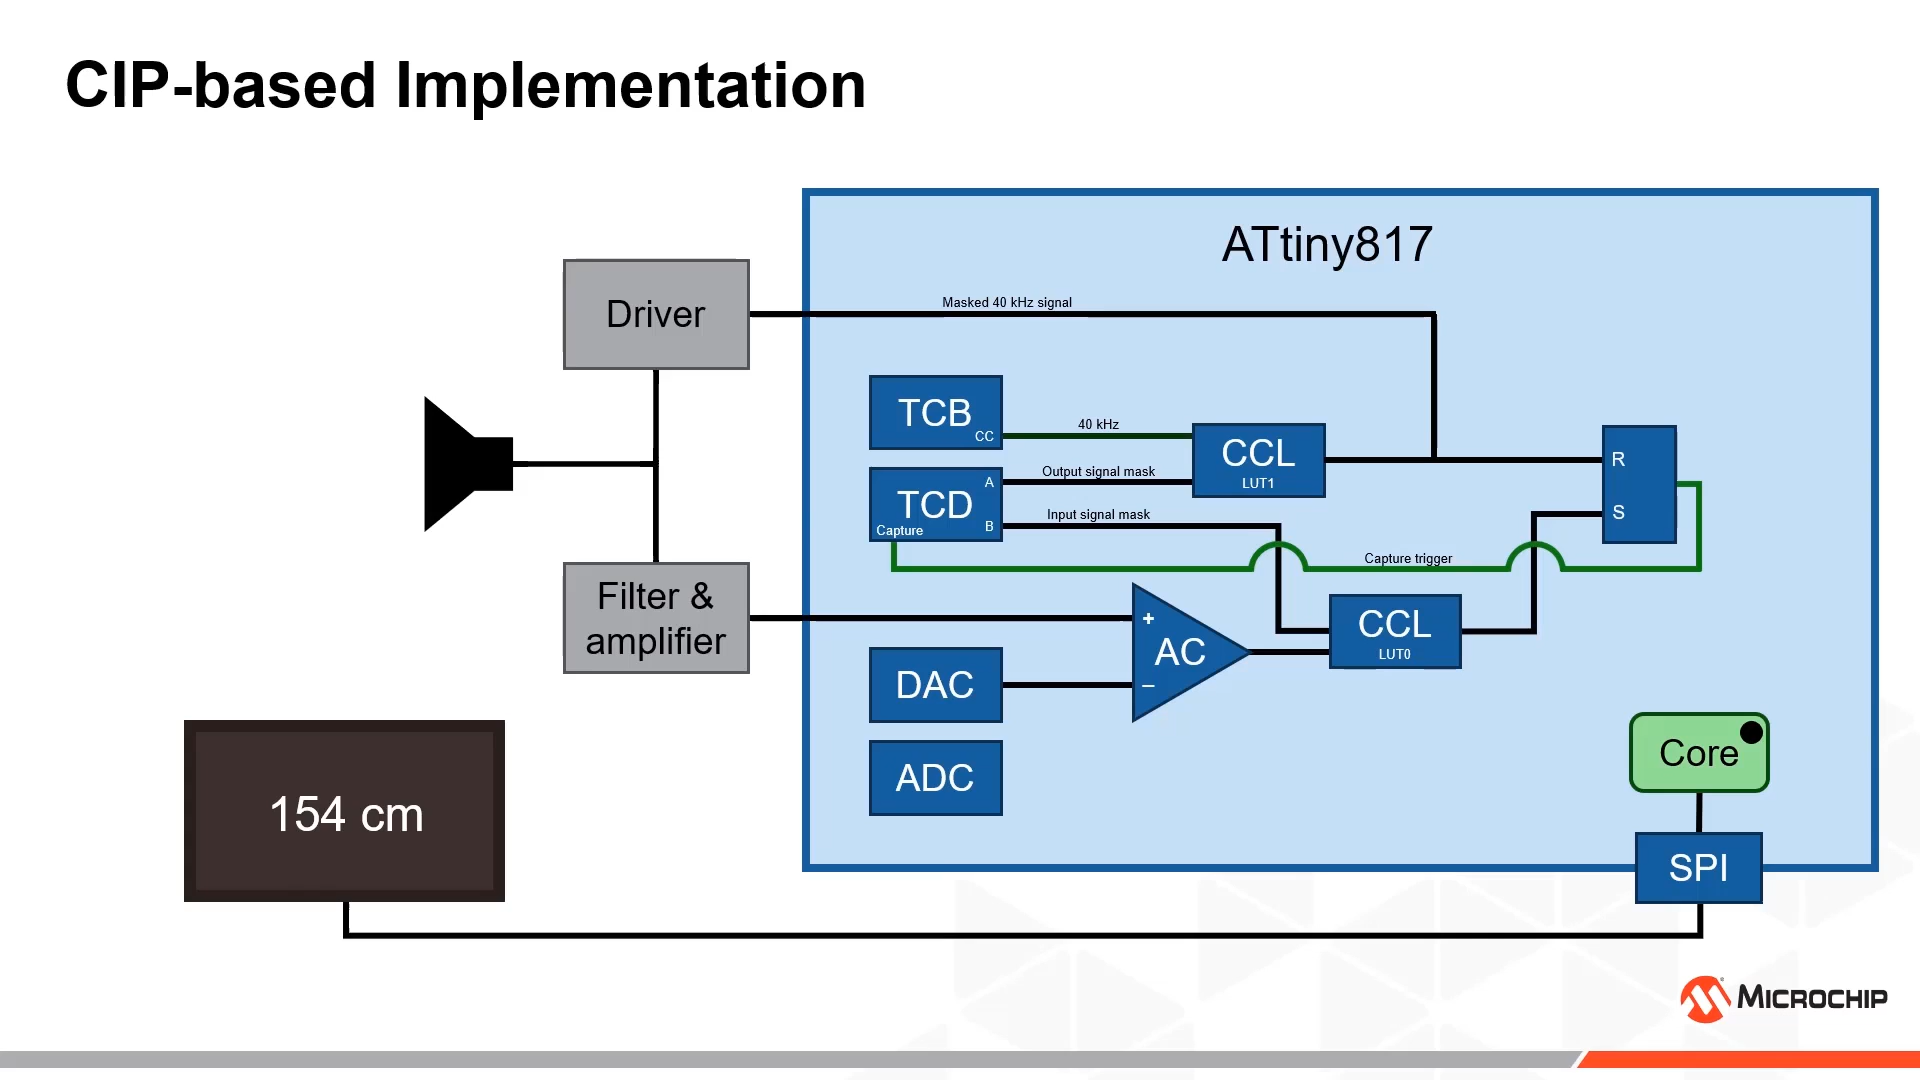 CIP-based Implementation
ATtiny817
Driver
Masked 40 kHz signal
TCB
CC
40 kHz
CCL
LUT1
TCD
A
B
Capture
Output signal mask
Input signal mask
R
S
Capture trigger
Filter &
amplifier
+
AC
–
CCL
LUT0
DAC
ADC
Core
SPI
154 cm
MICROCHIP